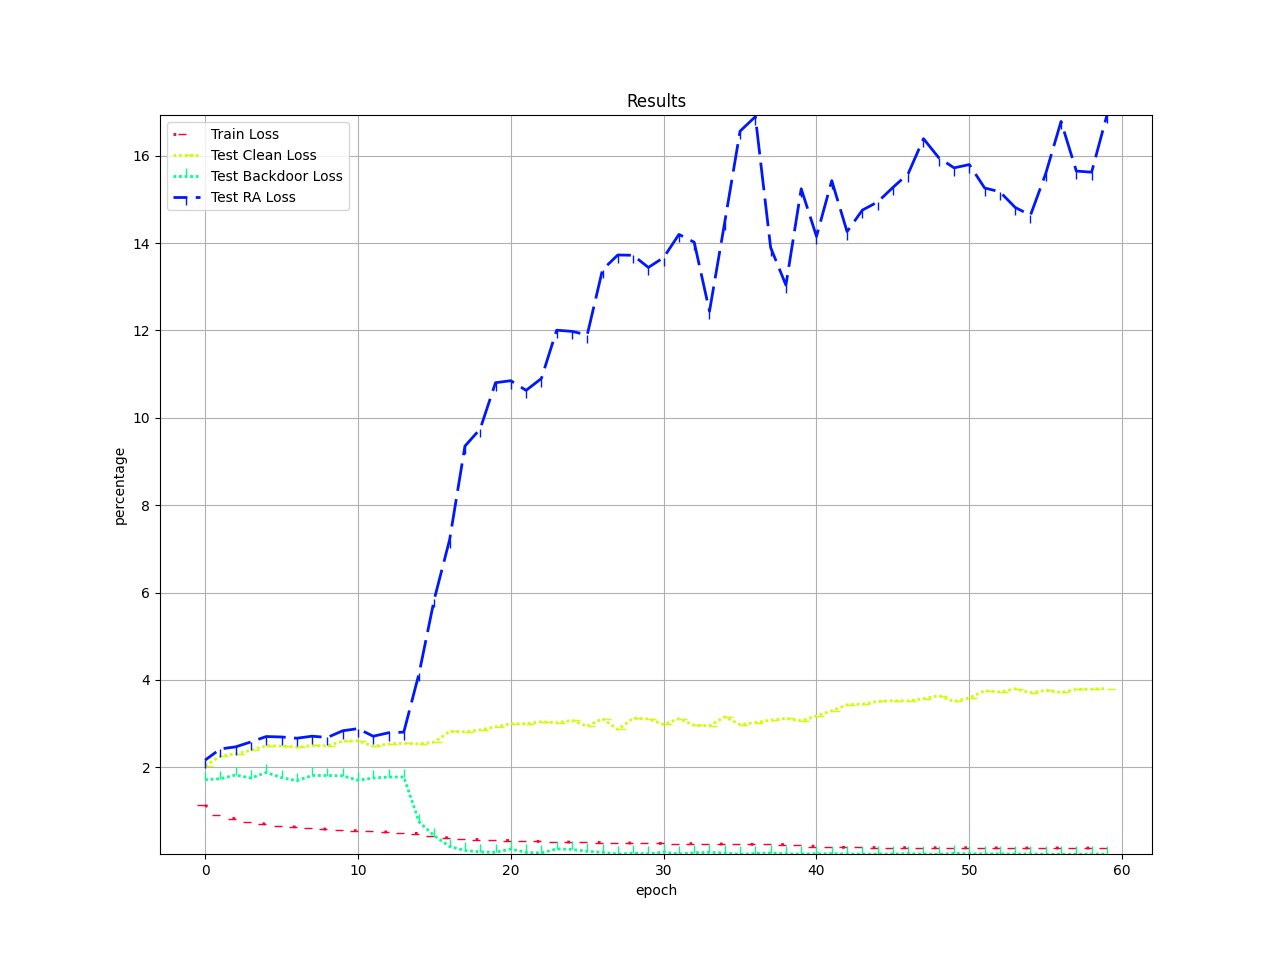 Results
Train Loss
Test Clean Loss
Test Backdoor Loss
Test RA Loss
percentage
16
14
12
10
8
6
4
2
0 10 20 30 40 50 60
epoch